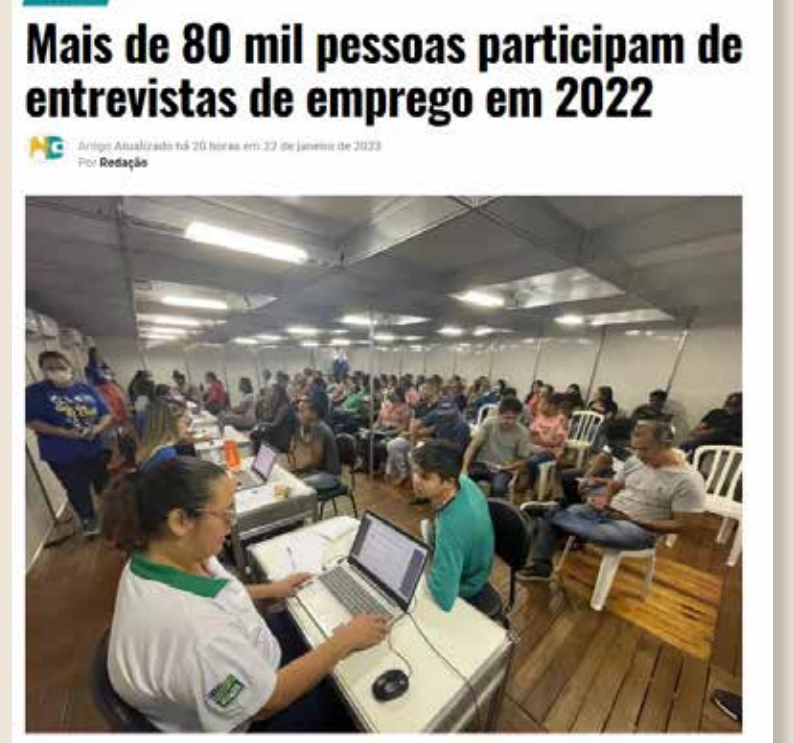 Mais de 80 mil pessoas participam de
entrevistas de emprego em 2022
Artigo Atualizado há 20 horas em 22 de janeiro de 2023
Por Redação